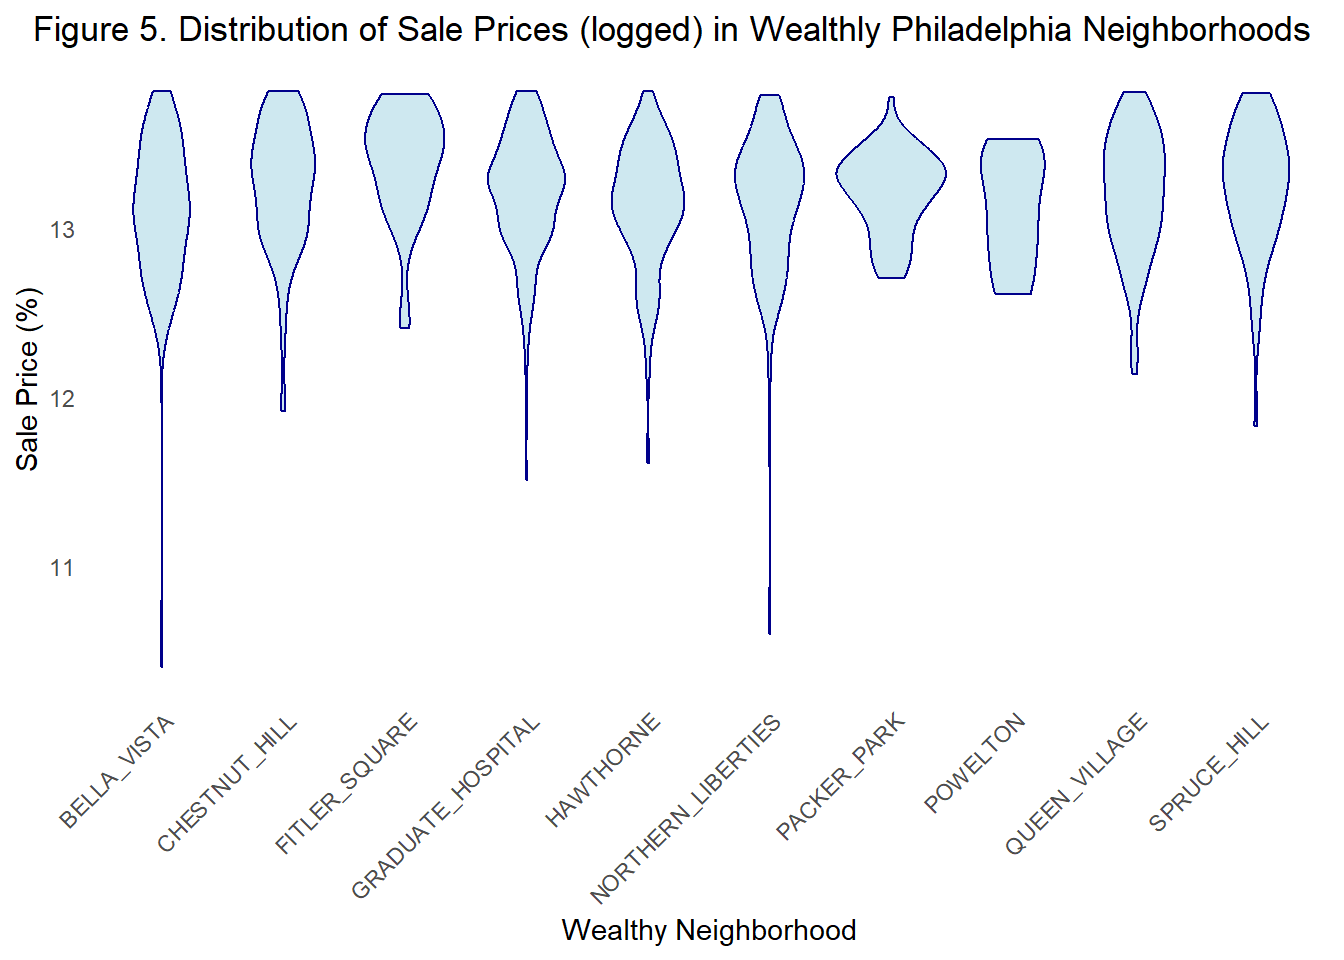 Figure 5. Distribution of Sale Prices (logged) in Wealthly Philadelphia Neighborhoods
Sale Price (%)
13
12
11
BELLA_VISTA
CHESTNUT_HILL
FITLER_SQUARE
GRADUATE_HOSPITAL
HAWTHORNE
NORTHERN_LIBERTIES
PACKER_PARK
POWELTON
QUEEN_VILLAGE
SPRUCE_HILL
Wealthy Neighborhood